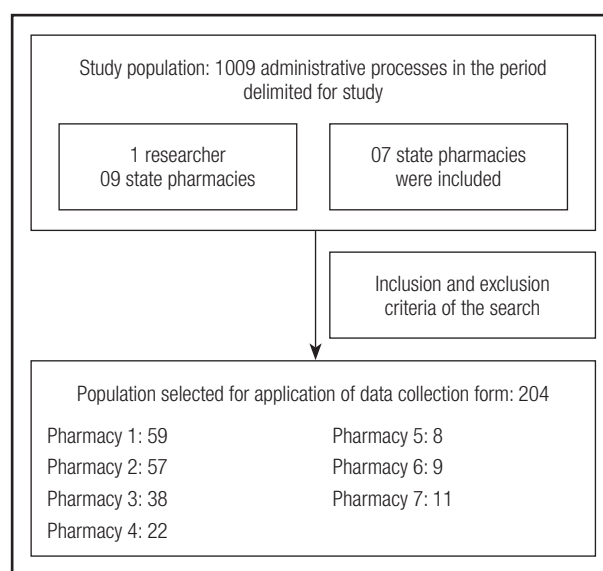 Study population: 1009 administrative processes in the period
delimited for study
1 researcher
09 state pharmacies
07 state pharmacies
were included
Inclusion and exclusion
criteria of the search
Population selected for application of data collection form: 204
Pharmacy 1: 59
Pharmacy 2: 57
Pharmacy 3: 38
Pharmacy 4: 22
Pharmacy 5: 8
Pharmacy 6: 9
Pharmacy 7: 11